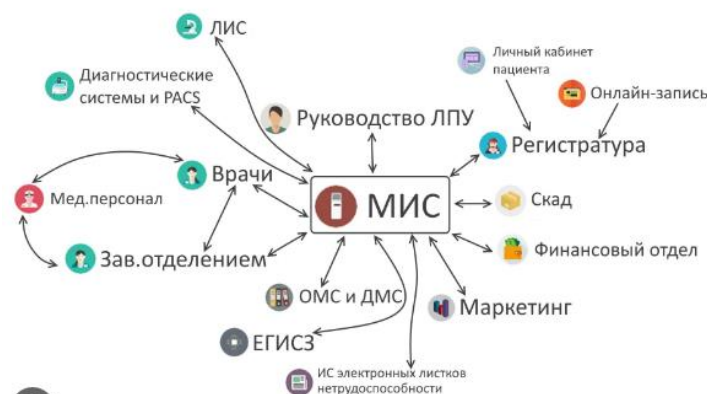 ЛИС
Личный кабинет
пациента
Диагностические
системы и PACS
Онлайн-запись
Руководство ЛПУ
Регистратура
Врачи
Мед.персонал
МИС
Скад
Зав.отделением
Финансовый отдел
ОМС и ДМС
Маркетинг
ЕГИСЗ
ИС электронных листков
нетрудоспособности